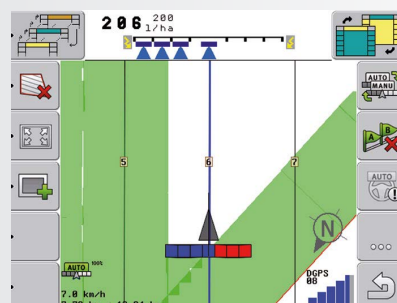 206 200 l/ha
AUTO
MANU
5
6
7
A B
AUTO
N
AUTO 100%
DGPS
08
7.0 km/h